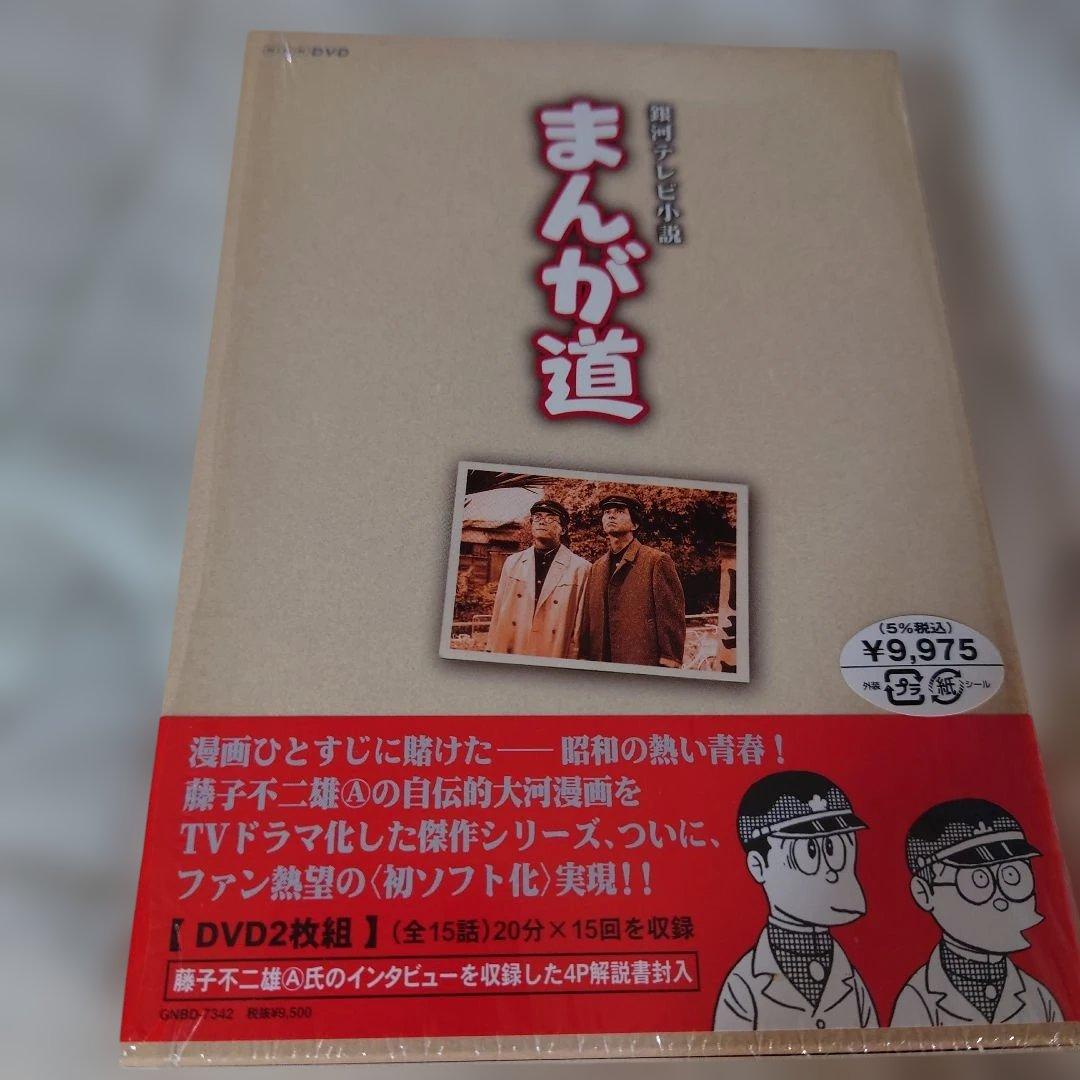 DVD
銀河テレビ小説
まんが道
(5%税込)
¥9,975
外装 プラ 紙 シール
漫画ひとすじに賭けた――昭和の熱い青春！
藤子不二雄Ⓐの自伝的大河漫画を
TVドラマ化した傑作シリーズ、ついに、
ファン熱望の〈初ソフト化〉実現！！
【 DVD2枚組 】(全15話)20分×15回を収録
藤子不二雄Ⓐ氏のインタビューを収録した4P解説書封入
GNBD-7342 税抜¥9,500